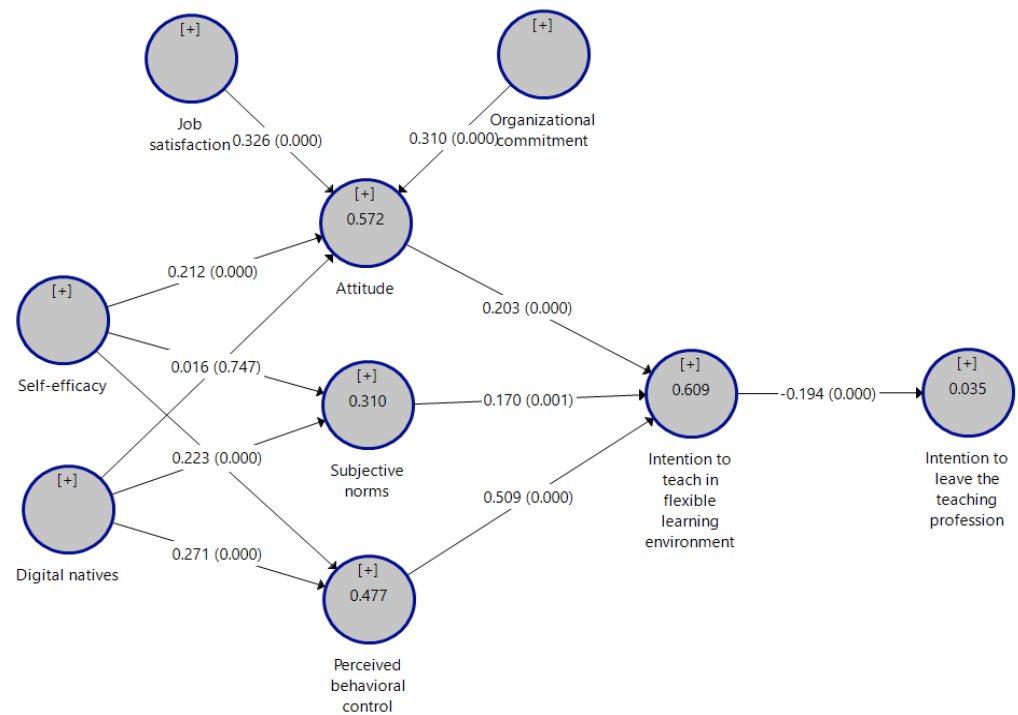 [+]
[+]
Job
satisfaction
0.326 (0.000)
Organizational
commitment
0.310 (0.000)
[+]
0.572
Attitude
0.212 (0.000)
[+]
Self-efficacy
0.016 (0.747)
0.203 (0.000)
[+]
0.310
Subjective
norms
0.170 (0.001)
[+]
0.609
Intention to
teach in
flexible
learning
environment
-0.194 (0.000)
[+]
0.035
Intention to
leave the
teaching
profession
0.223 (0.000)
[+]
Digital natives
0.271 (0.000)
0.509 (0.000)
[+]
0.477
Perceived
behavioral
control